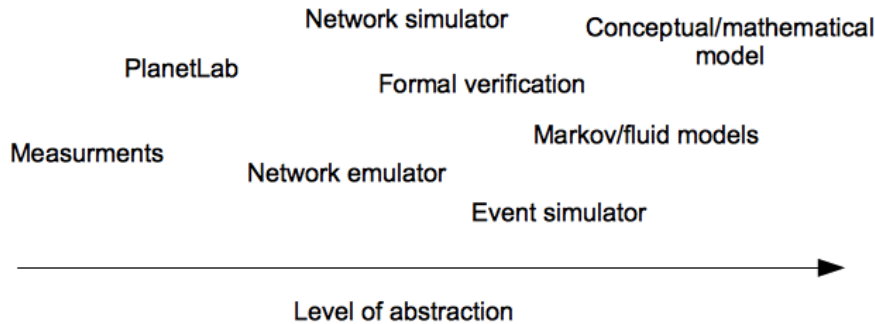 Network simulator
Conceptual/mathematical
model
PlanetLab
Formal verification
Markov/fluid models
Measurments
Network emulator
Event simulator
Level of abstraction